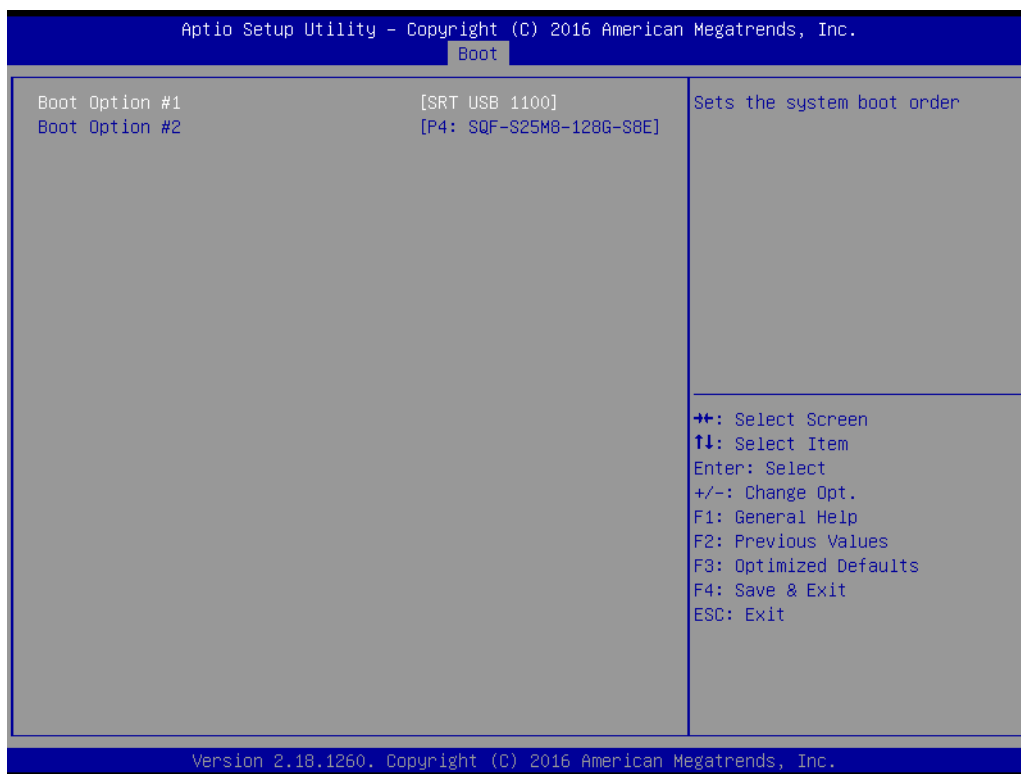 Aptio Setup Utility – Copyright (C) 2016 American Megatrends, Inc.
Boot
Boot Option #1 [SRT USB 1100]
Boot Option #2 [P4: SQF-S25M8-128G-S8E]
Sets the system boot order
→←: Select Screen
↑↓: Select Item
Enter: Select
+/-: Change Opt.
F1: General Help
F2: Previous Values
F3: Optimized Defaults
F4: Save & Exit
ESC: Exit
Version 2.18.1260. Copyright (C) 2016 American Megatrends, Inc.